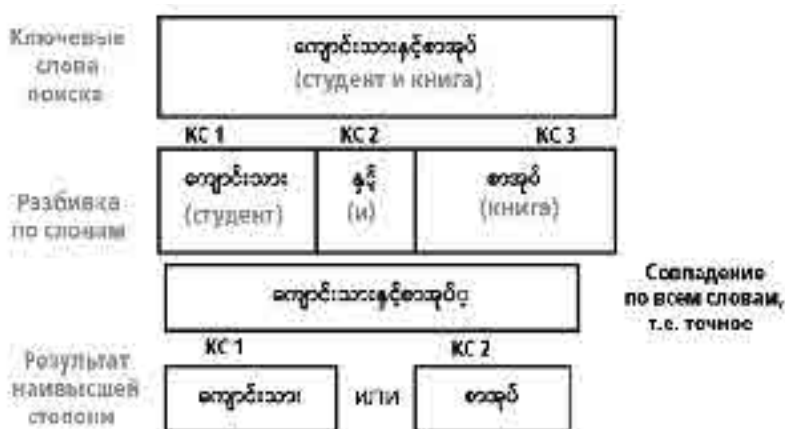 Ключевые
слова
поиска
ကျောင်းသားနှင့်စာအုပ်
(студент и книга)
КС 1 КС 2 КС 3
Разбивка
по словам
ကျောင်းသား နှင့် စာအုပ်
(студент) (и) (книга)
ကျောင်းသားနှင့်စာအုပ်
Совпадение
по всем словам,
т.е. точное
КС 1 КС 2
Результат
наивысшей
степени
ကျောင်းသား или စာအုပ်